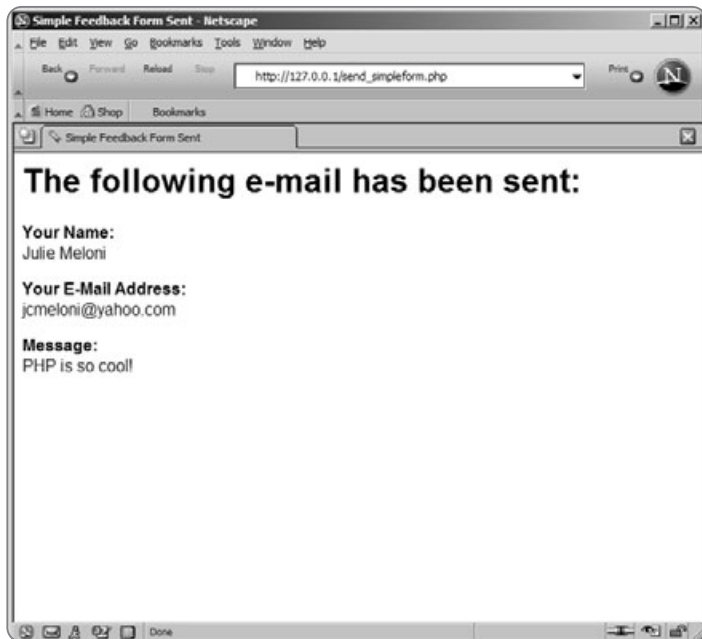 Simple Feedback Form Sent - Netscape
File Edit View Go Bookmarks Tools Window Help
Back Forward Reload Stop http://127.0.0.1/send_simpleform.php Print N
Home Shop Bookmarks
Simple Feedback Form Sent
The following e-mail has been sent:
Your Name:
Julie Meloni
Your E-Mail Address:
jcmeloni@yahoo.com
Message:
PHP is so cool!
Done